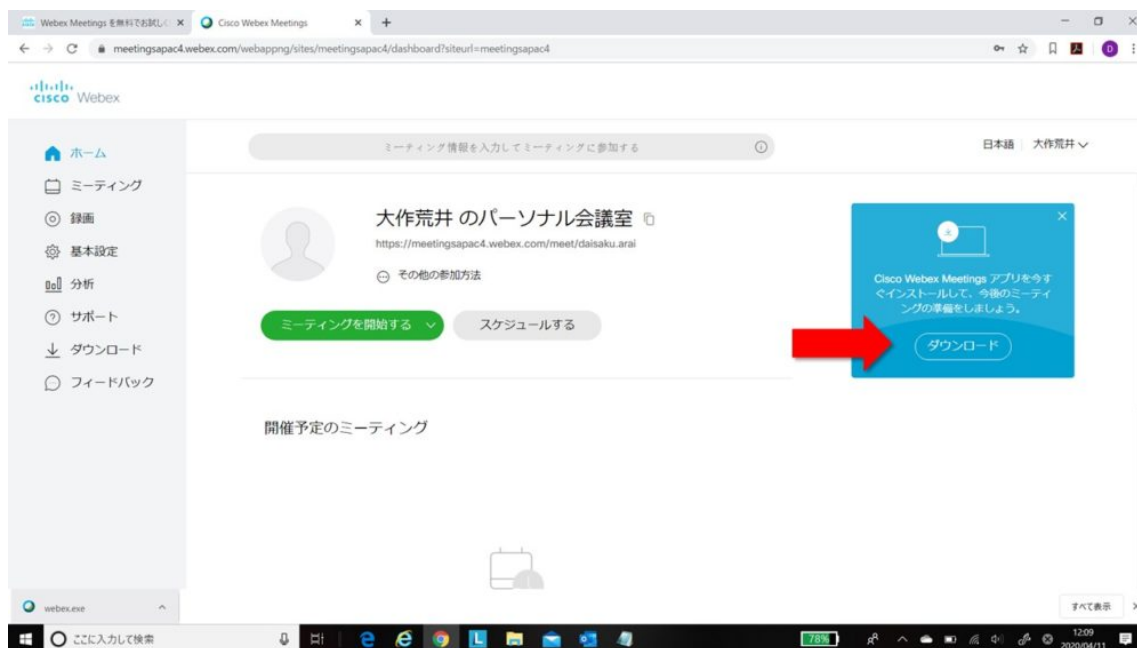 Webex Meetings を無料でお試し
Cisco Webex Meetings
meetingsapac4.webex.com/webappng/sites/meetingsapac4/dashboard?siteurl=meetingsapac4
D
cisco Webex
ホーム
ミーティング
録画
基本設定
分析
サポート
ダウンロード
フィードバック
ミーティング情報を入力してミーティングに参加する
日本語
大作荒井
大作荒井 のパーソナル会議室
https://meetingsapac4.webex.com/meet/daisaku.arai
その他の参加方法
ミーティングを開始する
スケジュールする
Cisco Webex Meetings アプリを今す
ぐインストールして、今後のミーティ
ングの準備をしましょう。
ダウンロード
開催予定のミーティング
webex.exe
すべて表示
ここに入力して検索
L
78%
12:09
2020/04/11